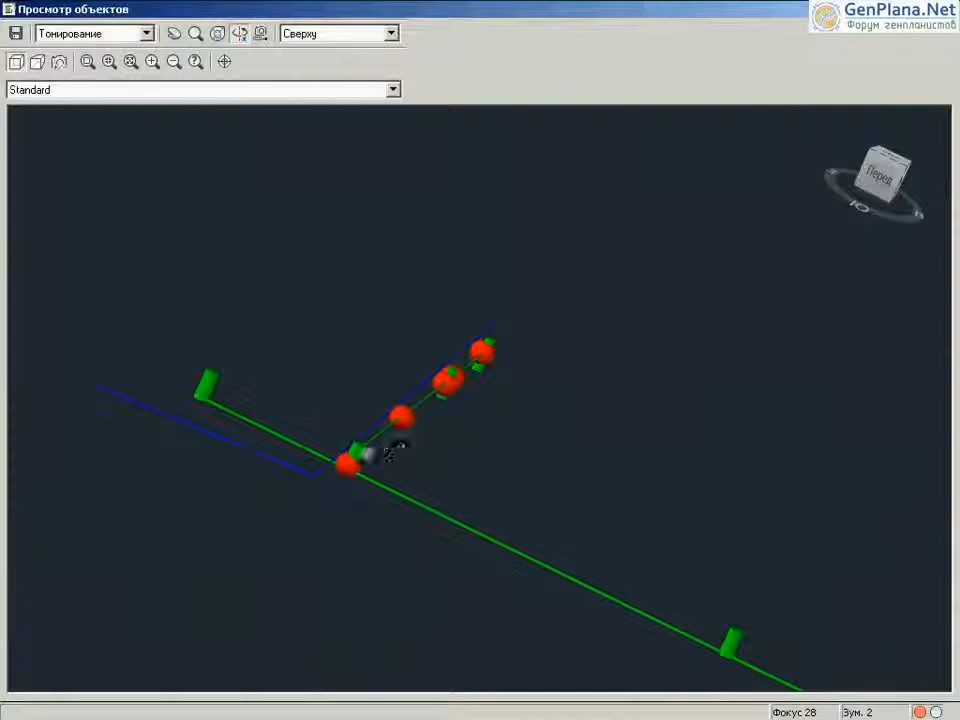 Просмотр объектов
GenPlana.Net
Форум генпланистов
Тонирование
Сверху
Standard
Перед
Ю
Фокус 28
Зум. 2